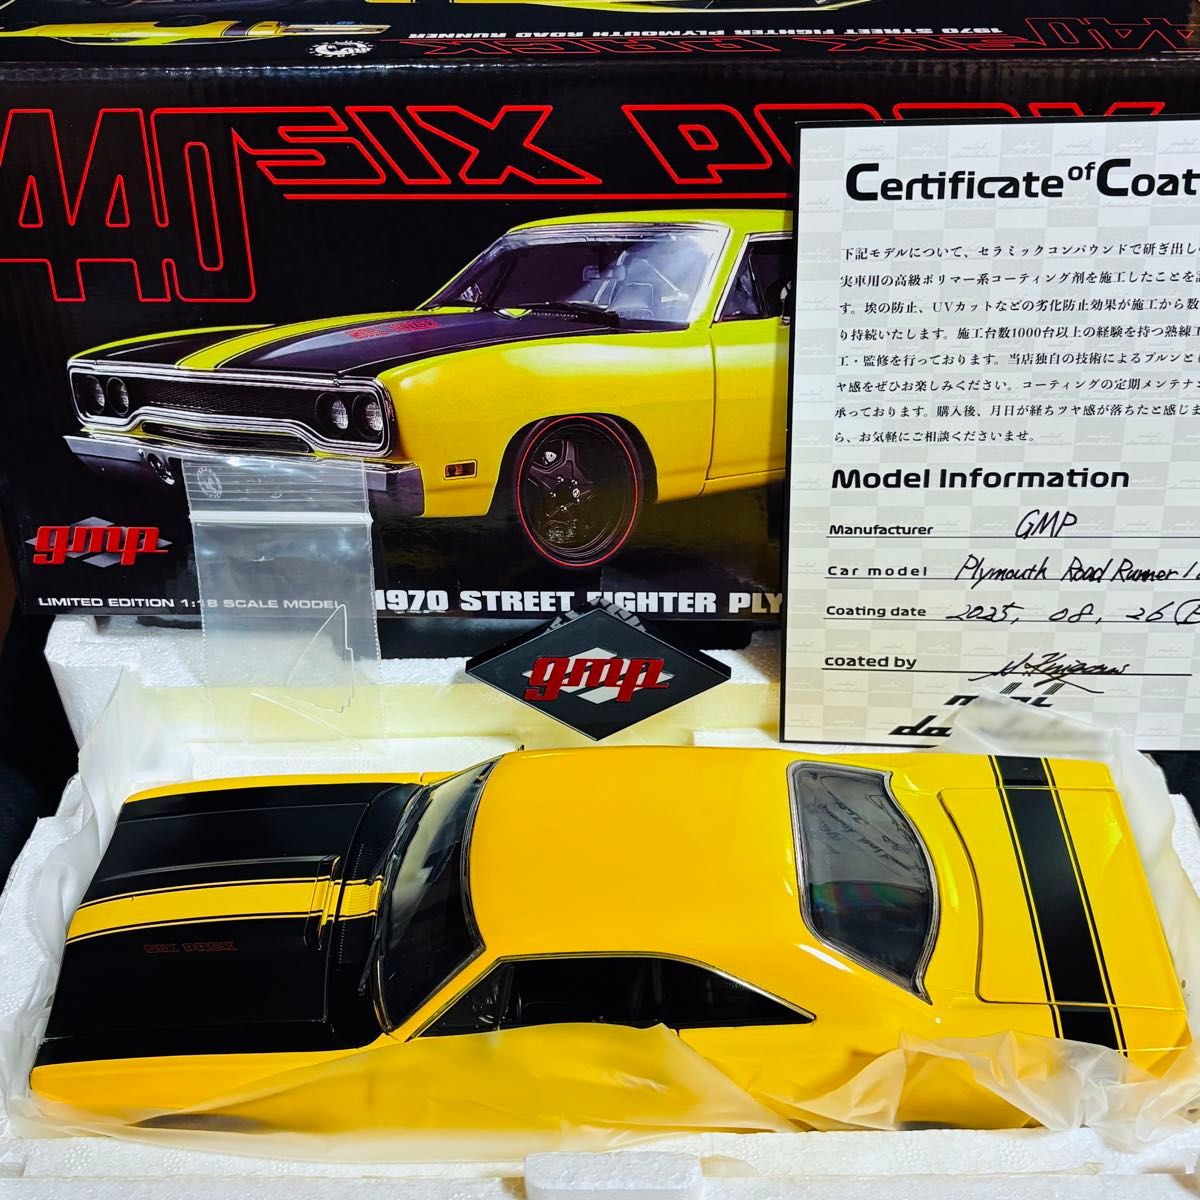 1970 STREET FIGHTER PLYMOUTH ROAD RUNNER
SIX PACK
440
440 SIX PACK
SIX PACK
gmp
LIMITED EDITION 1:18 SCALE MODEL
1970 STREET FIGHTER PLY
gmp
Certificate of Coat
下記モデルについて、セラミックコンパウンドで研ぎ出し
実車用の高級ポリマー系コーティング剤を施工したことを
す。埃の防止、UVカットなどの劣化防止効果が施工から数
り持続いたします。施工台数1000台以上の経験を持つ熟練
工・監修を行っております。当店独自の技術によるプルンと
ヤ感をぜひお楽しみください。コーティングの定期メンテナ
承っております。購入後、月日が経ちツヤ感が落ちたと感じま
ら、お気軽にご相談くださいませ。
Model Information
Manufacturer GMP
Car model Plymouth Road Runner 1
Coating date 2025, 08, 26
coated by
SIX PACK